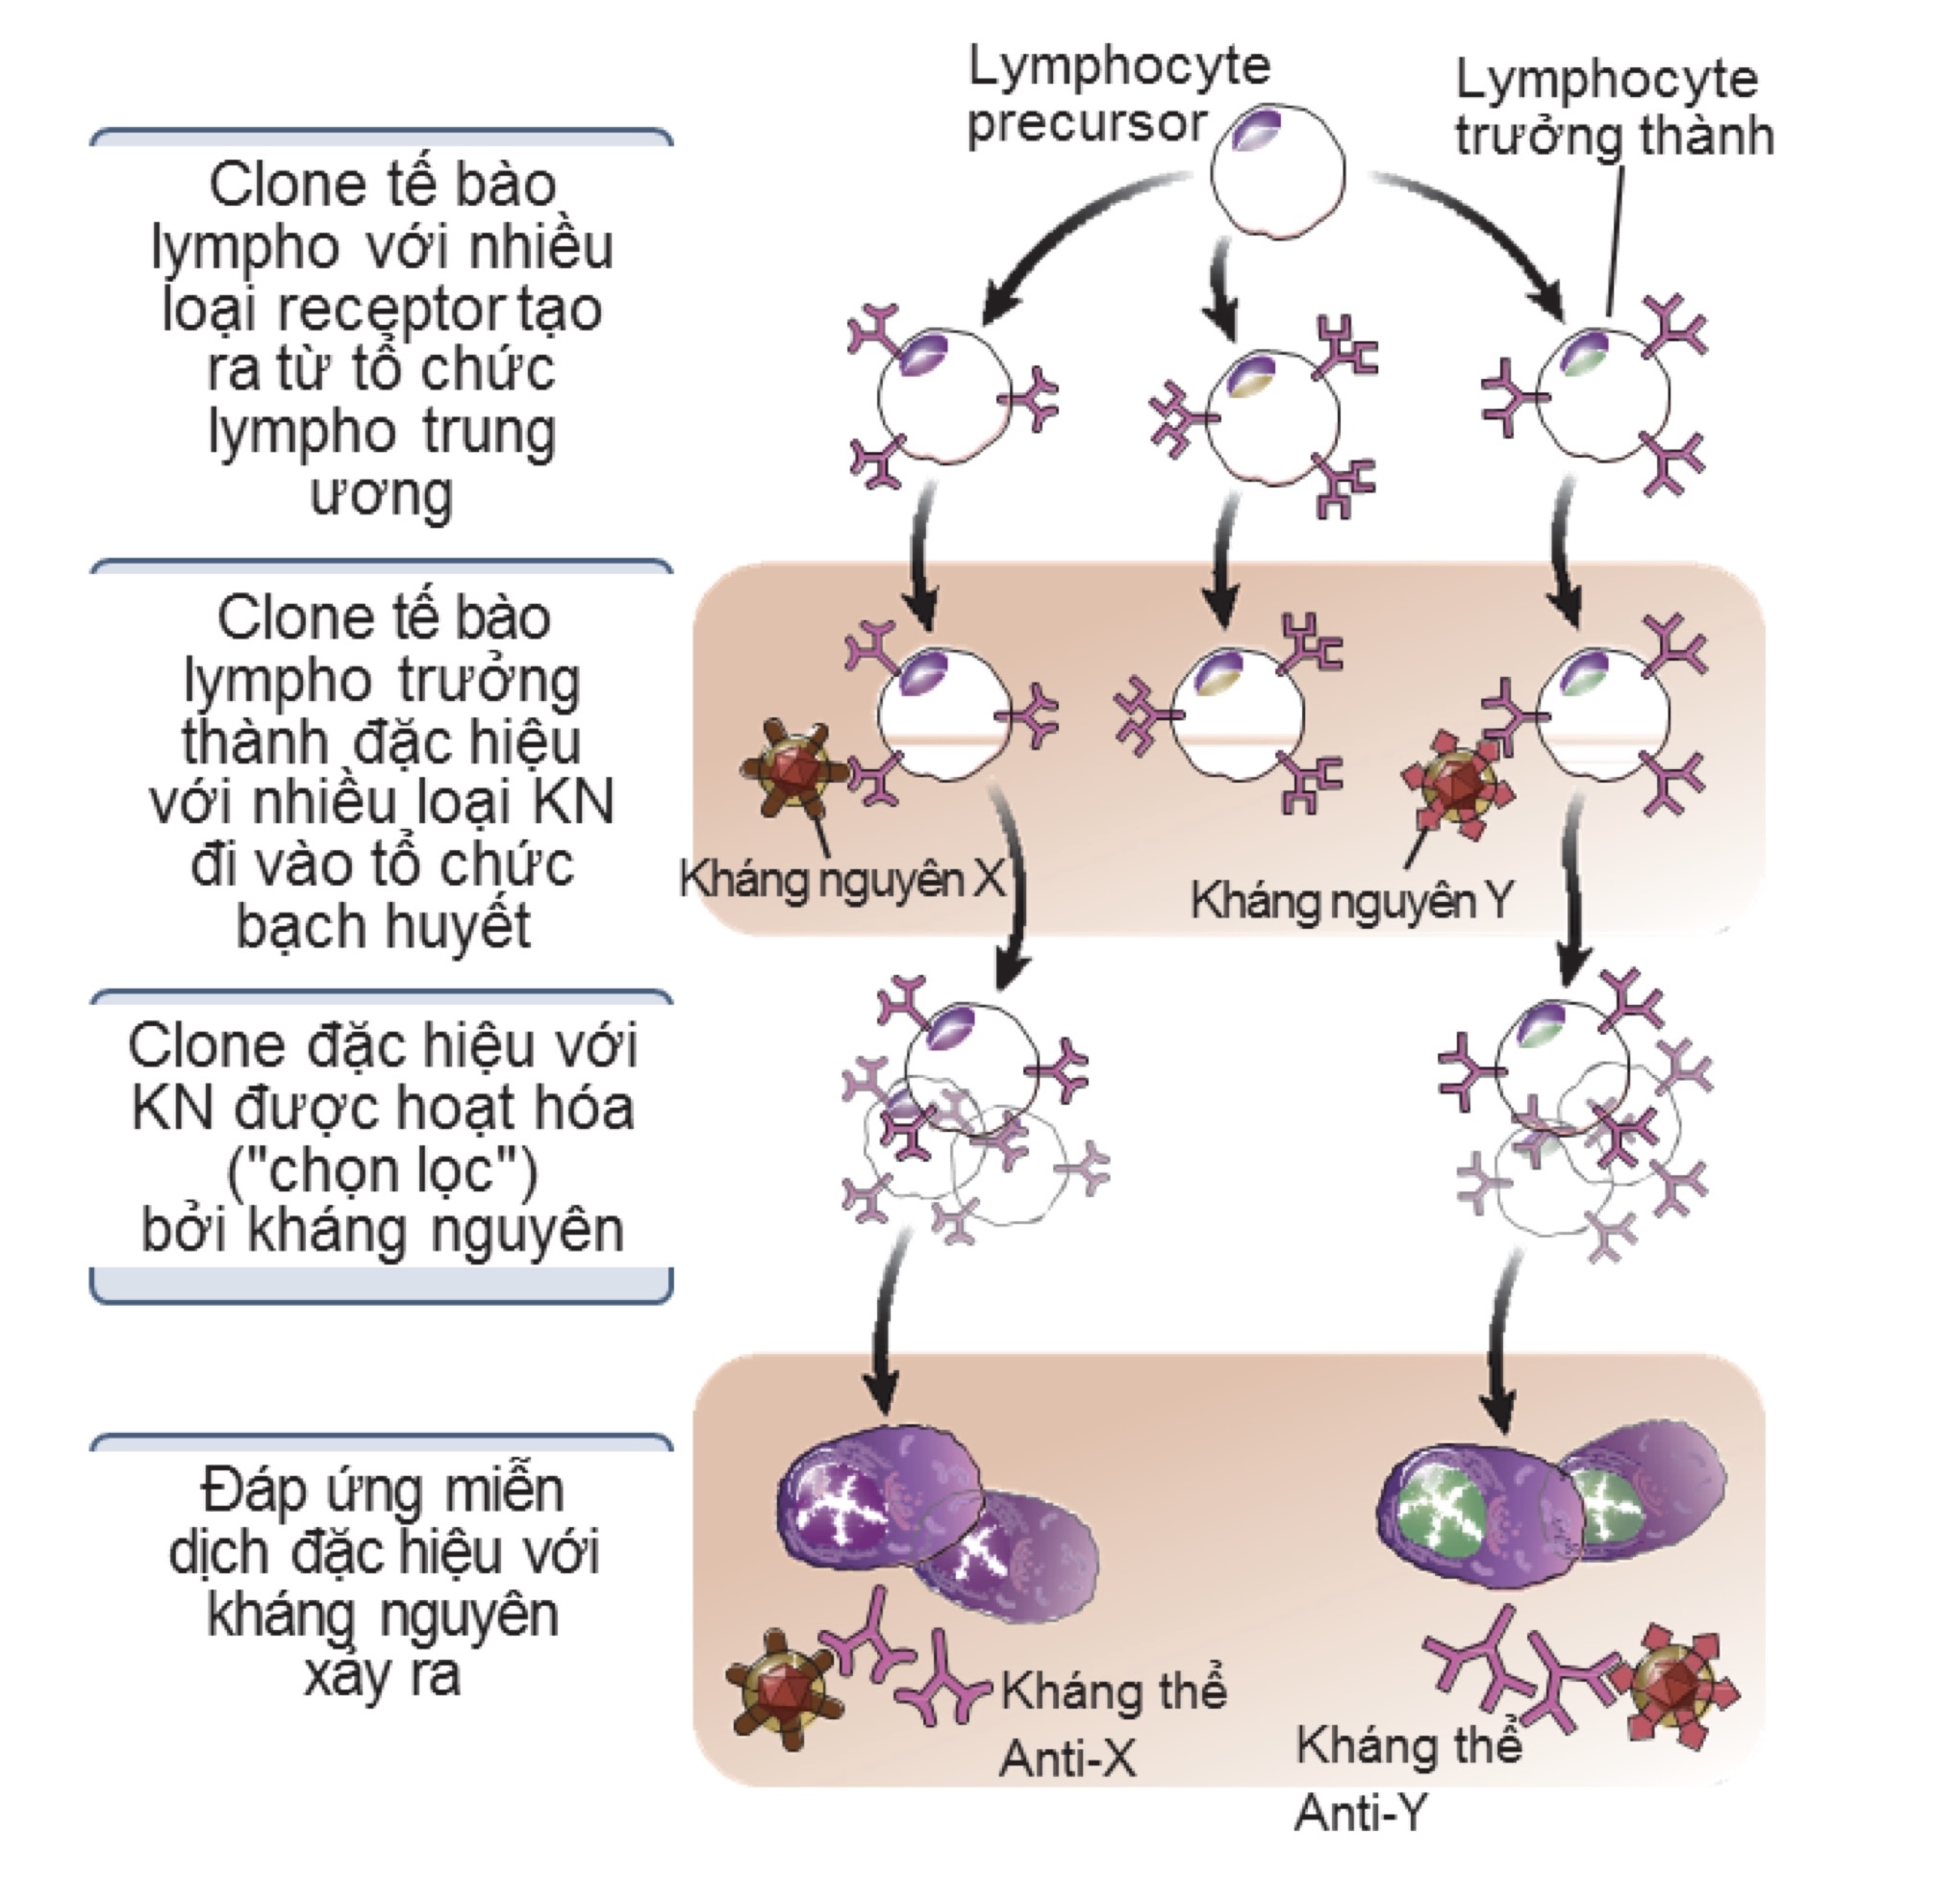 Lymphocyte
precursor
Lymphocyte
trưởng thành
Clone tế bào
lympho với nhiều
loại receptor tạo
ra từ tổ chức
lympho trung
ương
Clone tế bào
lympho trưởng
thành đặc hiệu
với nhiều loại KN
đi vào tổ chức
bạch huyết
Kháng nguyên X
Kháng nguyên Y
Clone đặc hiệu với
KN được hoạt hóa
("chọn lọc")
bởi kháng nguyên
Đáp ứng miễn
dịch đặc hiệu với
kháng nguyên
xảy ra
Kháng thể
Anti-X
Kháng thể
Anti-Y